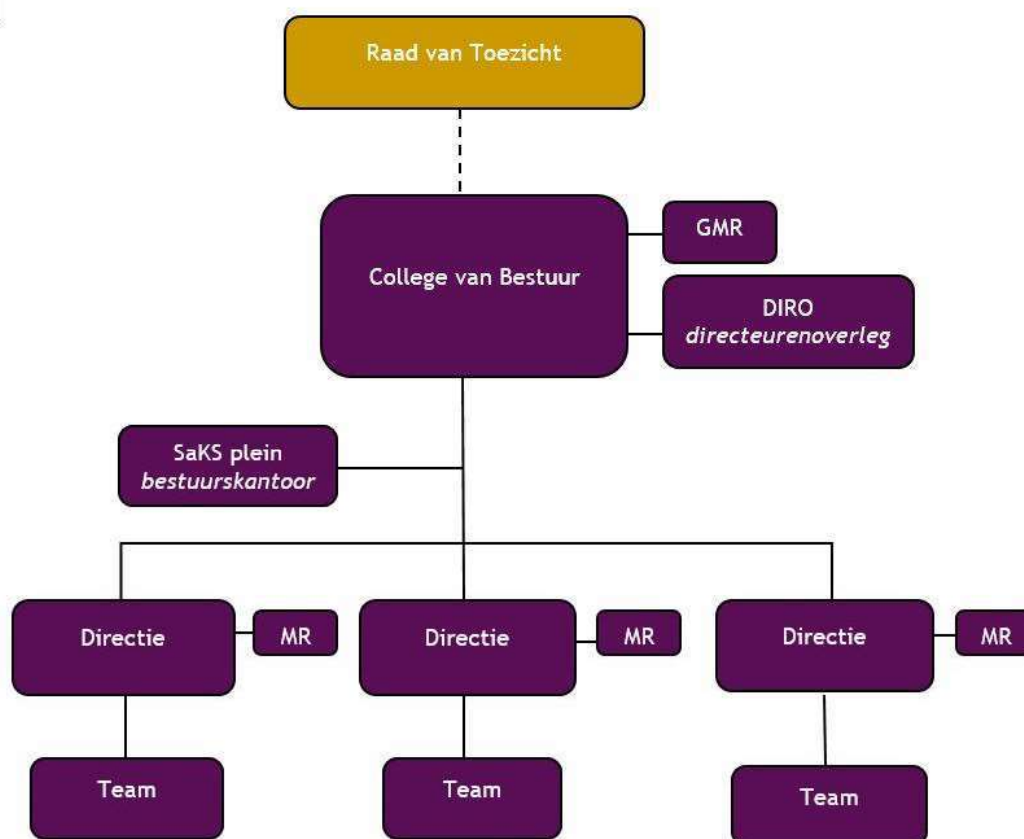 Raad van Toezicht
College van Bestuur
GMR
DIRO
directeurenoverleg
SaKS plein
bestuurskantoor
Directie
MR
Directie
MR
Directie
MR
Team
Team
Team